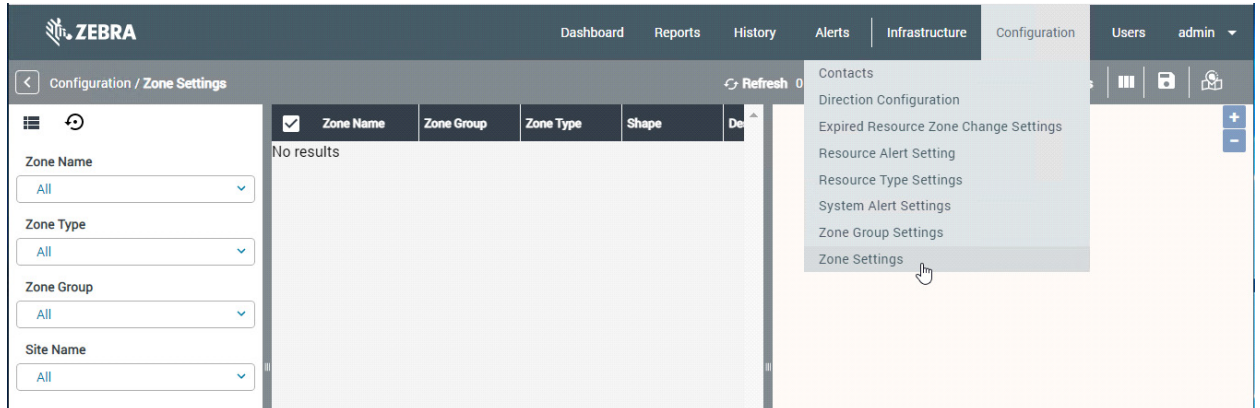 ZEBRA
Dashboard Reports History Alerts Infrastructure Configuration Users admin
Configuration / Zone Settings
Refresh 0
Contacts
Direction Configuration
Expired Resource Zone Change Settings
Resource Alert Setting
Resource Type Settings
System Alert Settings
Zone Group Settings
Zone Settings
Zone Name
All
Zone Type
All
Zone Group
All
Site Name
All
Zone Name Zone Group Zone Type Shape De
No results
+
-